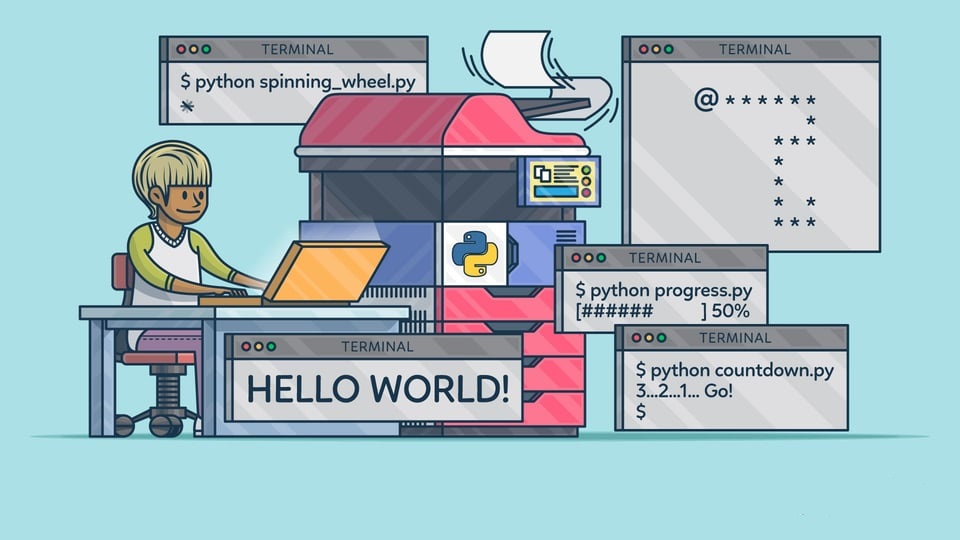 TERMINAL
$ python spinning_wheel.py
*
TERMINAL
@ * * * * * *
*
* * *
*
*
* *
* * *
TERMINAL
$ python progress.py
[###### ] 50%
TERMINAL
HELLO WORLD!
TERMINAL
$ python countdown.py
3...2...1... Go!
$